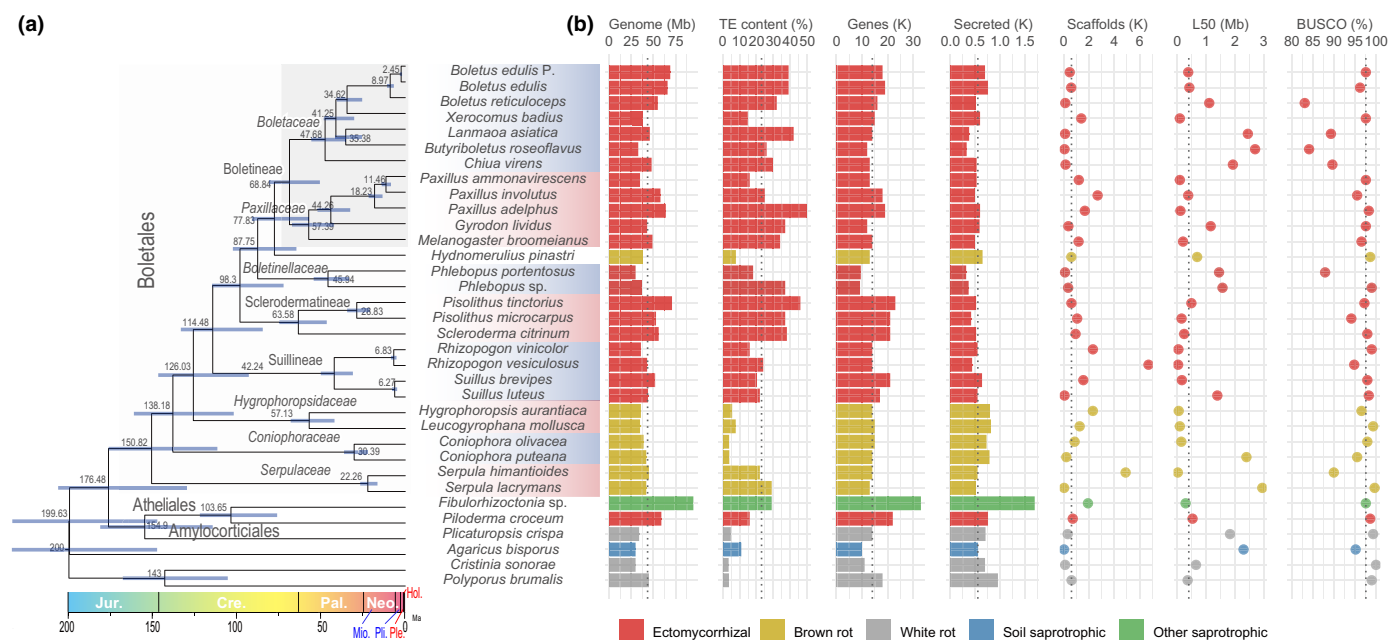 (a)
(b)
Genome (Mb) TE content (%) Genes (K) Secreted (K) Scaffolds (K) L50 (Mb) BUSCO (%)
0 25 50 75 0 10 20 30 40 50 0 10 20 30 0.0 0.5 1.0 1.5 0 2 4 6 0 1 2 3 80 85 90 95 100
Boletus edulis P.
Boletus edulis
Boletus reticuloceps
Xerocomus badius
Lanmaoa asiatica
Butyriboletus roseoflavus
Chiua virens
Paxillus ammonavirescens
Paxillus involutus
Paxillus adelphus
Gyrodon lividus
Melanogaster broomeianus
Hydnomerulius pinastri
Phlebopus portentosus
Phlebopus sp.
Pisolithus tinctorius
Pisolithus microcarpus
Scleroderma citrinum
Rhizopogon vinicolor
Rhizopogon vesiculosus
Suillus brevipes
Suillus luteus
Hygrophoropsis aurantiaca
Leucogyrophana mollusca
Coniophora olivacea
Coniophora puteana
Serpula himantioides
Serpula lacrymans
Fibulorhizoctonia sp.
Piloderma croceum
Plicaturopsis crispa
Agaricus bisporus
Cristinia sonorae
Polyporus brumalis
Boletales
Boletaceae
Boletineae
Paxillaceae
Boletinellaceae
Sclerodermatineae
Suillineae
Hygrophoropsidaceae
Coniophoraceae
Serpulaceae
Atheliales
Amylocorticiales
2.45
8.97
34.62
41.25
47.68
35.38
11.46
18.23
44.26
68.84
57.39
77.83
87.75
45.94
98.3
28.83
63.58
114.48
6.83
42.24
126.03
6.27
57.13
138.18
30.39
150.82
22.26
176.48
103.65
199.63
154.9
200
143
Jur. Cre. Pal. Neo. Hol.
200 150 100 50 0 Ma
Mio. Pli. Ple.
Ectomycorrhizal Brown rot White rot Soil saprotrophic Other saprotrophic